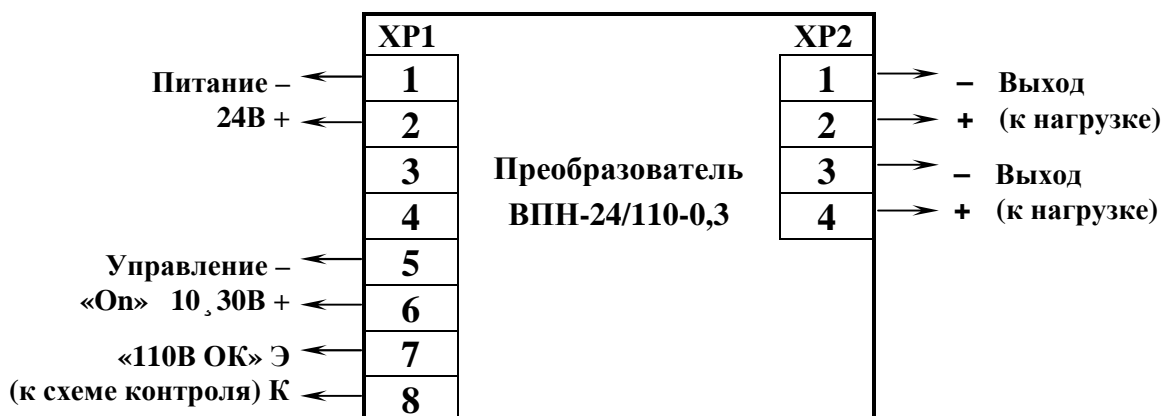 XP1 XP2
Питание – 1 1 – Выход
24В + 2 2 + (к нагрузке)
3 Преобразователь 3 – Выход
4 ВПН-24/110-0,3 4 + (к нагрузке)
Управление – 5
«On» 10¸30В + 6
«110В ОК» Э 7
(к схеме контроля) К 8